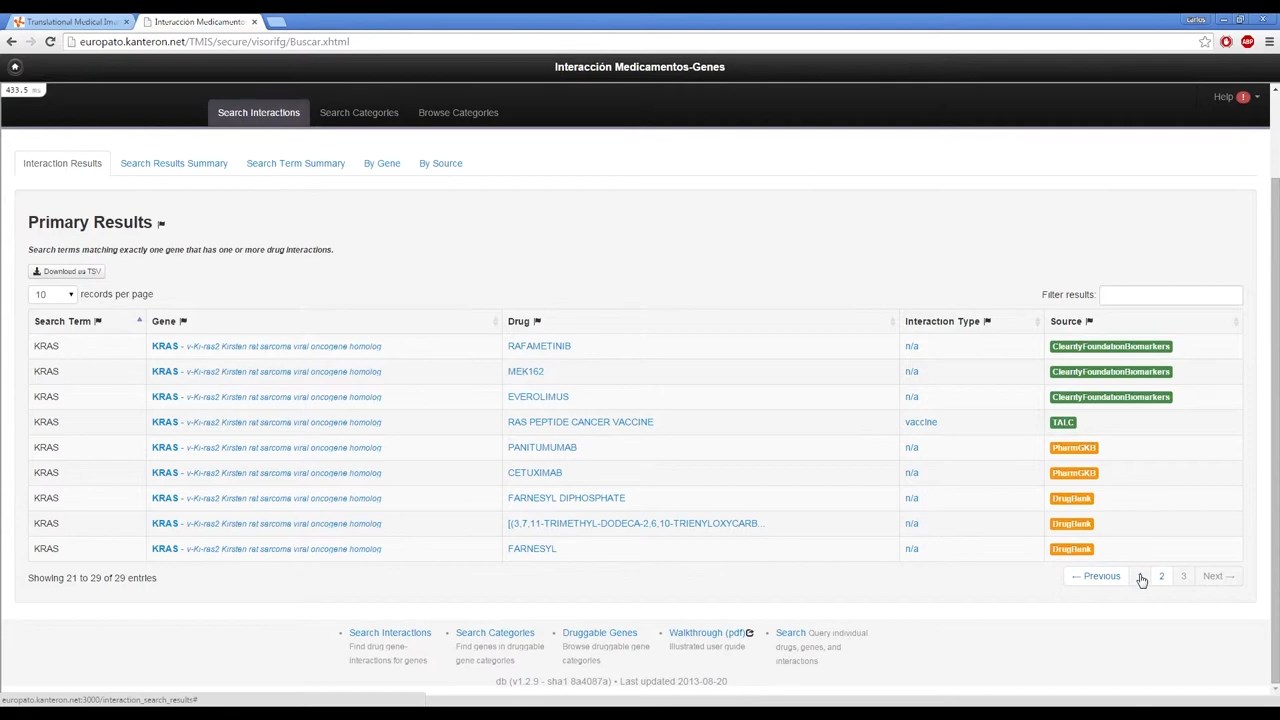 Translational Medical Ima
Interacción Medicamento
carlos
europato.kanteron.net/TMIS/secure/visorifg/Buscar.xhtml
ABP
Interacción Medicamentos-Genes
433.5 ms
Help !
Search Interactions Search Categories Browse Categories
Interaction Results Search Results Summary Search Term Summary By Gene By Source
Primary Results
Search terms matching exactly one gene that has one or more drug interactions.
Download as TSV
10 records per page Filter results:
Search Term Gene Drug Interaction Type Source
KRAS KRAS - v-Ki-ras2 Kirsten rat sarcoma viral oncogene homolog RAFAMETINIB n/a ClearityFoundationBiomarkers
KRAS KRAS - v-Ki-ras2 Kirsten rat sarcoma viral oncogene homolog MEK162 n/a ClearityFoundationBiomarkers
KRAS KRAS - v-Ki-ras2 Kirsten rat sarcoma viral oncogene homolog EVEROLIMUS n/a ClearityFoundationBiomarkers
KRAS KRAS - v-Ki-ras2 Kirsten rat sarcoma viral oncogene homolog RAS PEPTIDE CANCER VACCINE vaccine TALC
KRAS KRAS - v-Ki-ras2 Kirsten rat sarcoma viral oncogene homolog PANITUMUMAB n/a PharmGKB
KRAS KRAS - v-Ki-ras2 Kirsten rat sarcoma viral oncogene homolog CETUXIMAB n/a PharmGKB
KRAS KRAS - v-Ki-ras2 Kirsten rat sarcoma viral oncogene homolog FARNESYL DIPHOSPHATE n/a DrugBank
KRAS KRAS - v-Ki-ras2 Kirsten rat sarcoma viral oncogene homolog [(3,7,11-TRIMETHYL-DODECA-2,6,10-TRIENYLOXYCARB... n/a DrugBank
KRAS KRAS - v-Ki-ras2 Kirsten rat sarcoma viral oncogene homolog FARNESYL n/a DrugBank
Showing 21 to 29 of 29 entries ← Previous 2 3 Next →
Search Interactions Search Categories Druggable Genes Walkthrough (pdf) Search Query individual
Find drug gene- Find genes in druggable Browse druggable gene Illustrated user guide drugs, genes, and
interactions for genes gene categories categories interactions
db (v1.2.9 - sha1 8a4087a) • Last updated 2013-08-20
europato.kanteron.net:3000/interaction_search_results#